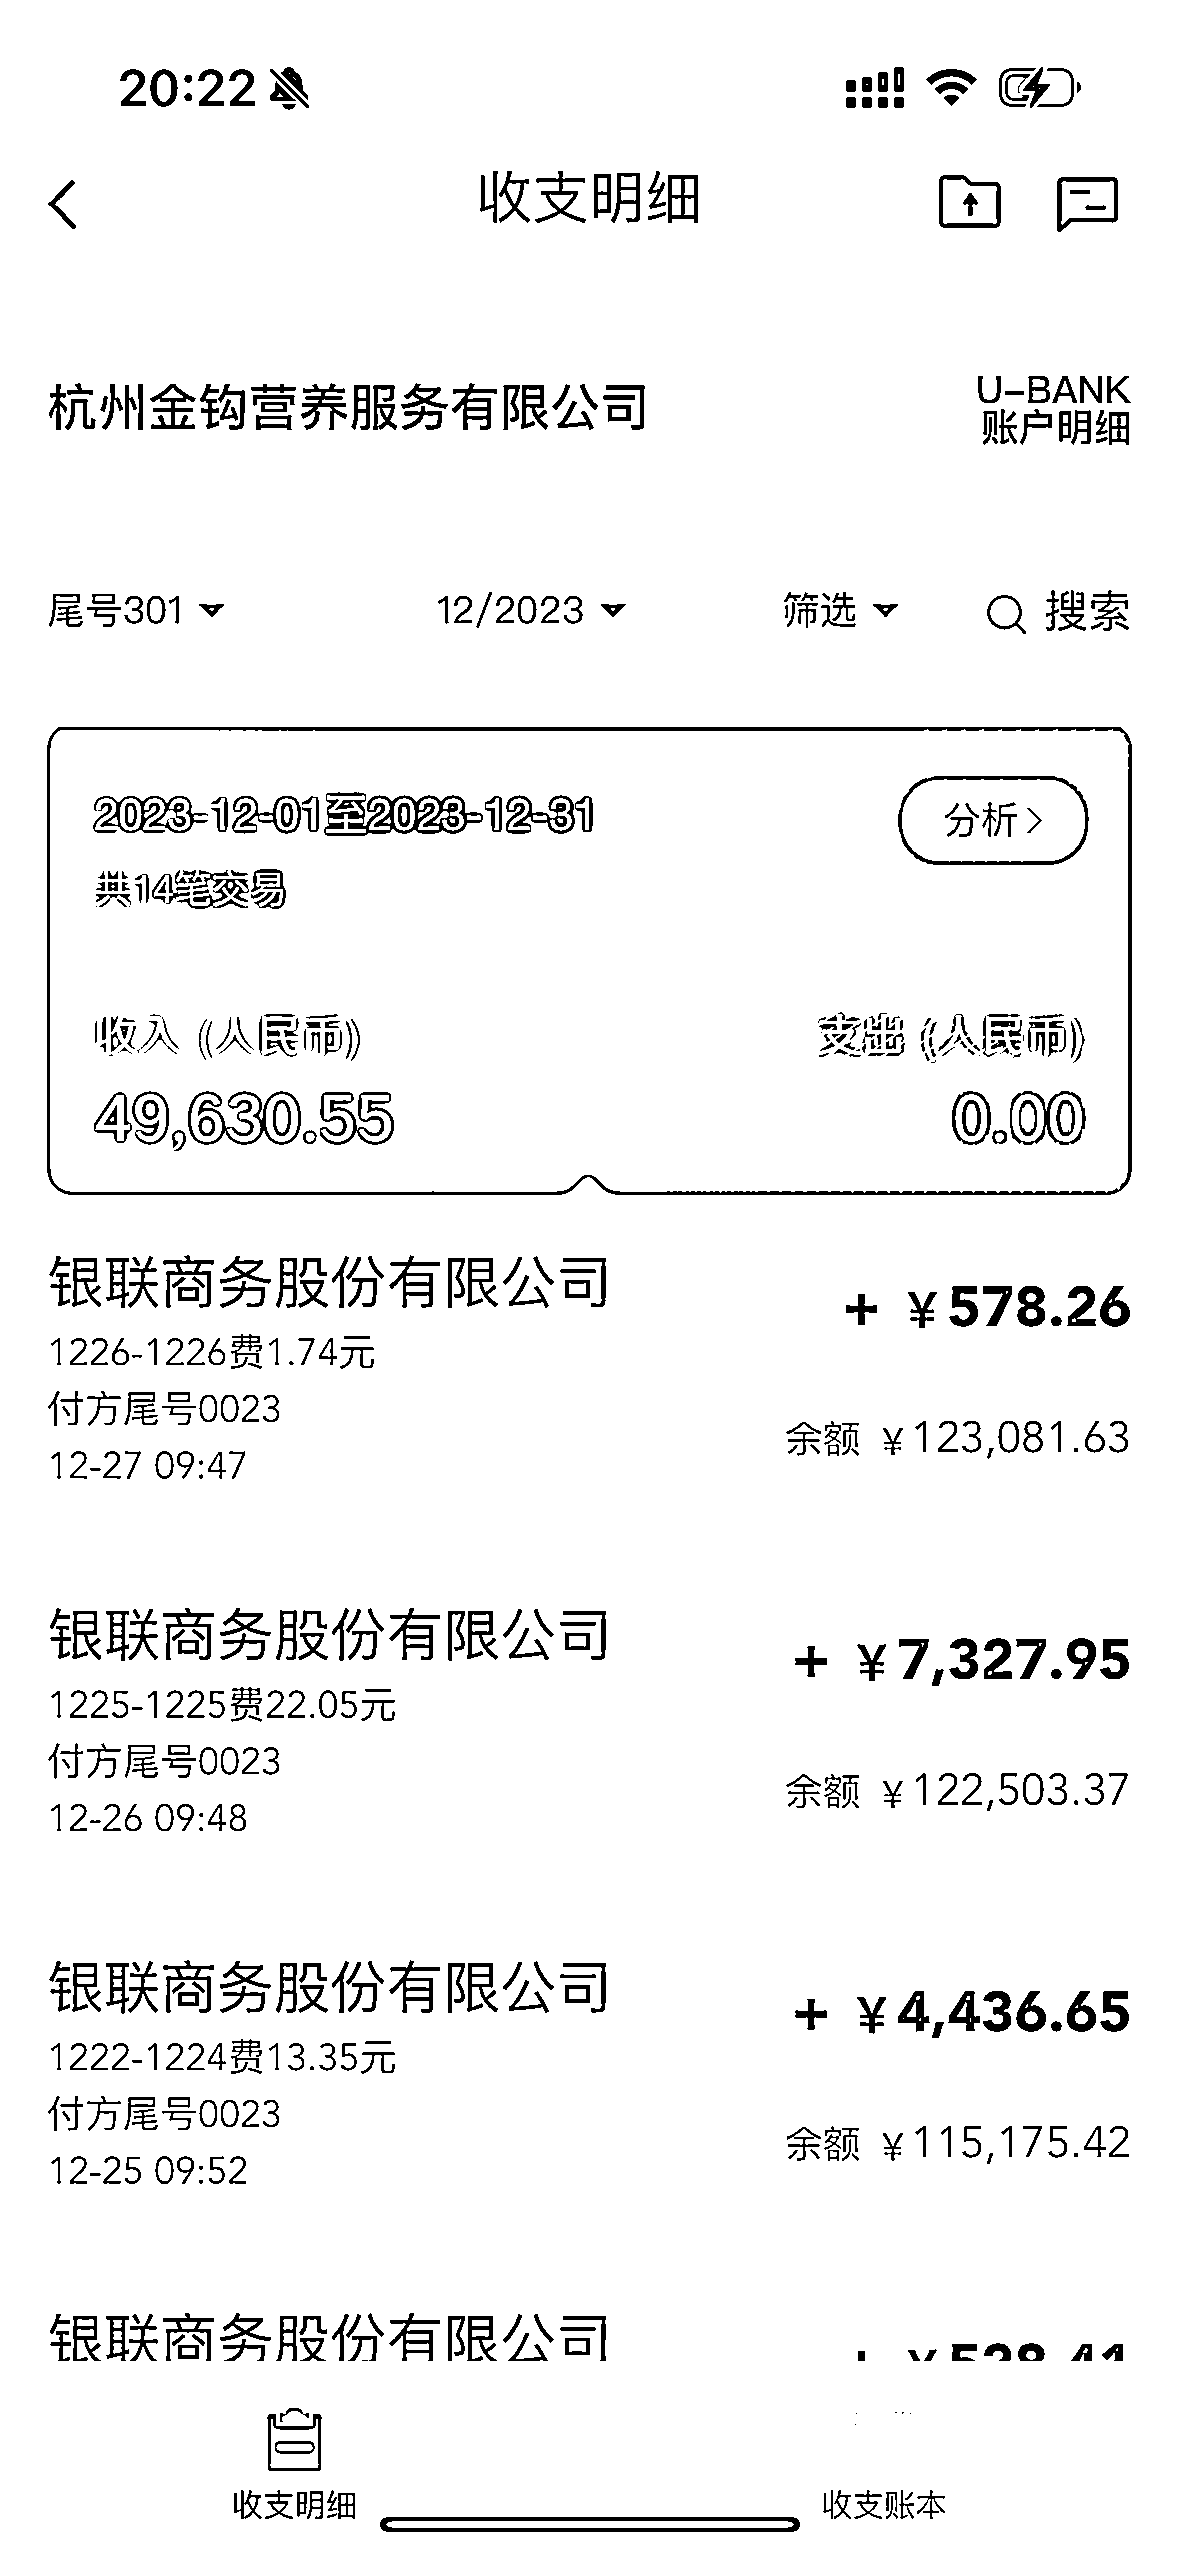 20:22
收支明细
杭州金钩营养服务有限公司
U-BANK
账户明细
尾号301
12/2023
筛选
搜索
2023-12-01至2023-12-31
分析
共14笔交易
收入 (人民币)
支出 (人民币)
49,630.55
0.00
银联商务股份有限公司
+ ¥578.26
1226-1226费1.74元
付方尾号0023
余额 ¥123,081.63
12-27 09:47
银联商务股份有限公司
+ ¥7,327.95
1225-1225费22.05元
付方尾号0023
余额 ¥122,503.37
12-26 09:48
银联商务股份有限公司
+ ¥4,436.65
1222-1224费13.35元
付方尾号0023
余额 ¥115,175.42
12-25 09:52
银联商务股份有限公司
收支明细
收支账本